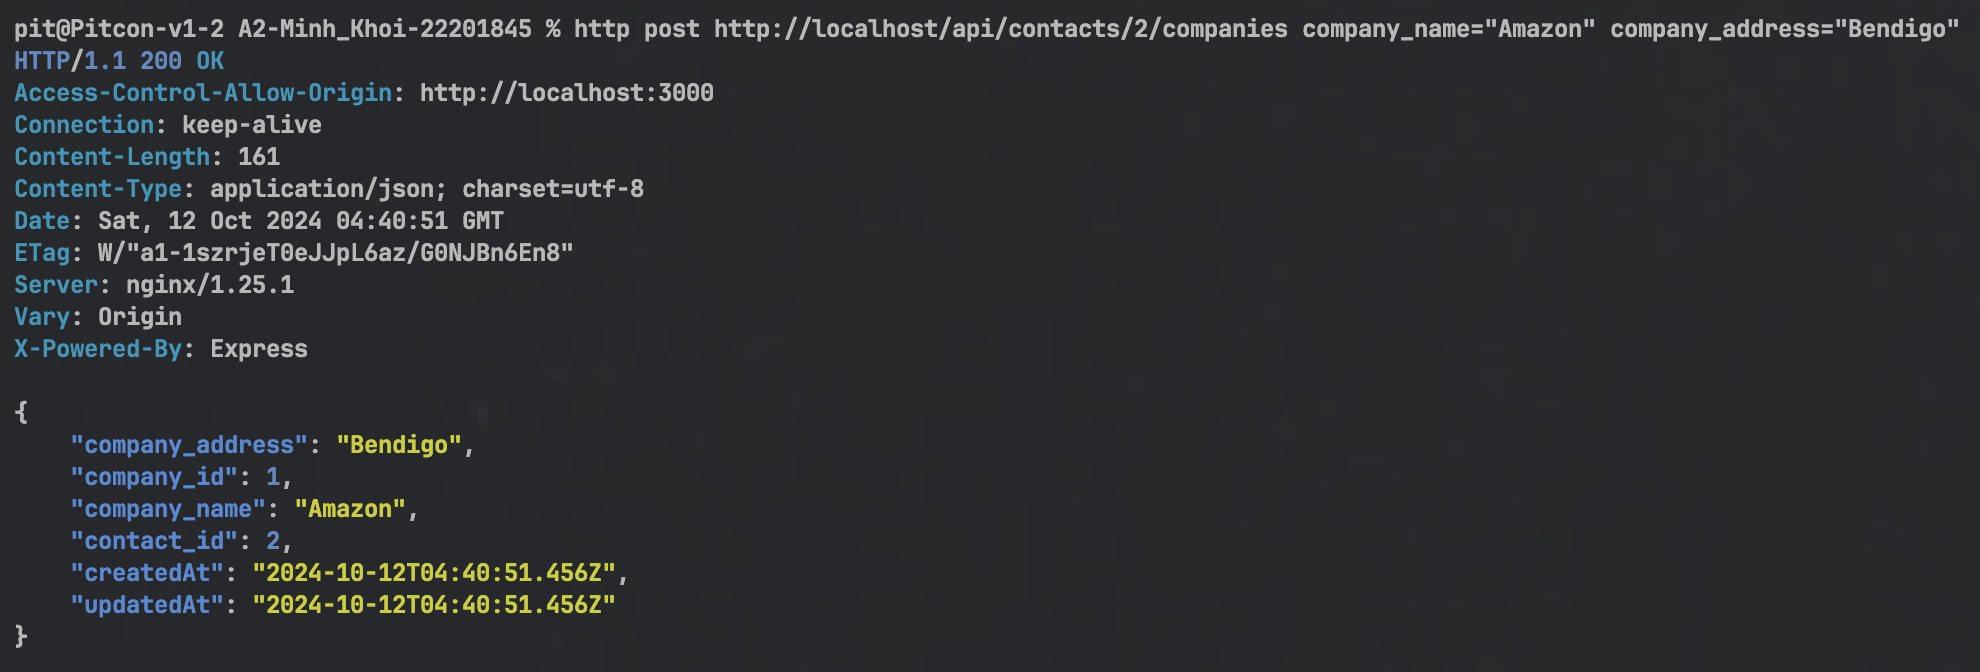 pit@Pitcon-v1-2 A2-Minh_Khoi-22201845 % http post http://localhost/api/contacts/2/companies company_name="Amazon" company_address="Bendigo"
HTTP/1.1 200 OK
Access-Control-Allow-Origin: http://localhost:3000
Connection: keep-alive
Content-Length: 161
Content-Type: application/json; charset=utf-8
Date: Sat, 12 Oct 2024 04:40:51 GMT
ETag: W/"a1-1szrjeT0eJJpL6az/G0NJBn6En8"
Server: nginx/1.25.1
Vary: Origin
X-Powered-By: Express

{
    "company_address": "Bendigo",
    "company_id": 1,
    "company_name": "Amazon",
    "contact_id": 2,
    "createdAt": "2024-10-12T04:40:51.456Z",
    "updatedAt": "2024-10-12T04:40:51.456Z"
}